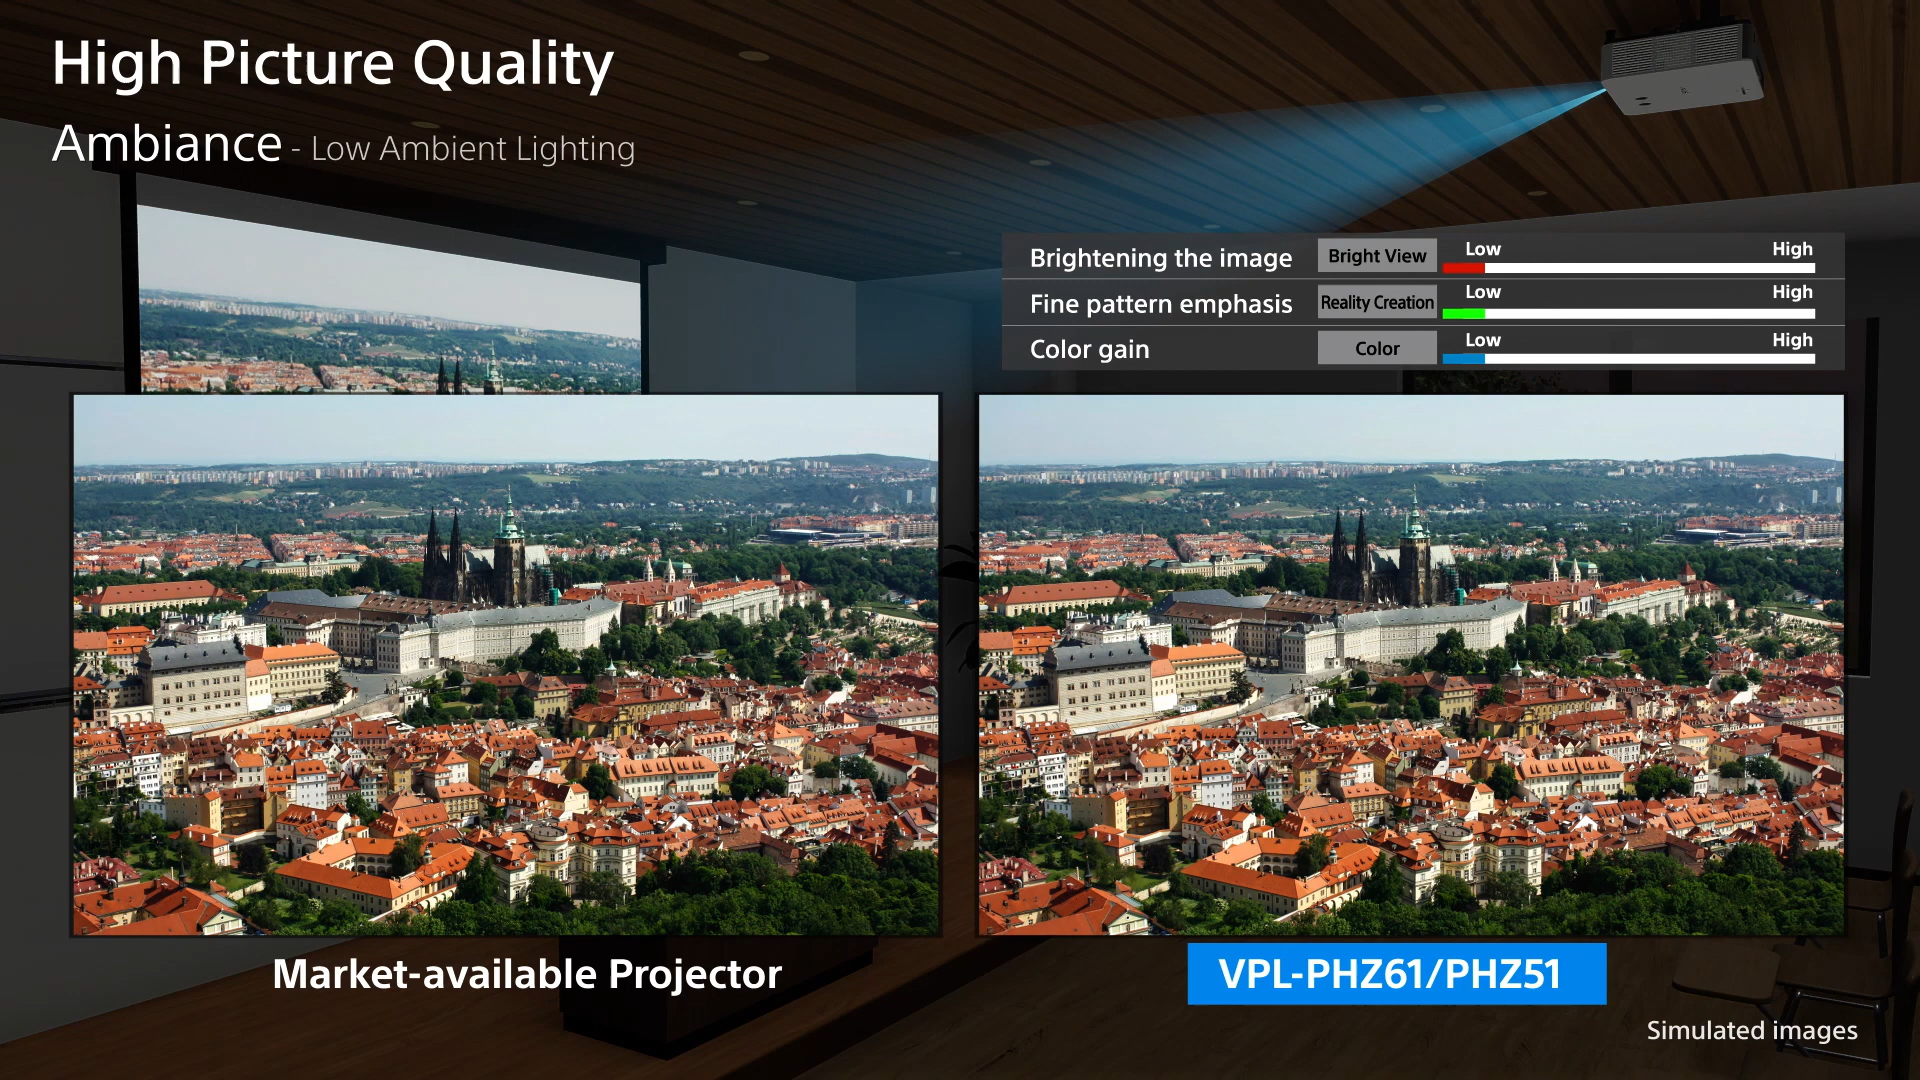 High Picture Quality
Ambiance - Low Ambient Lighting
Brightening the image Bright View Low High
Fine pattern emphasis Reality Creation Low High
Color gain Color Low High
Market-available Projector
VPL-PHZ61/PHZ51
Simulated images